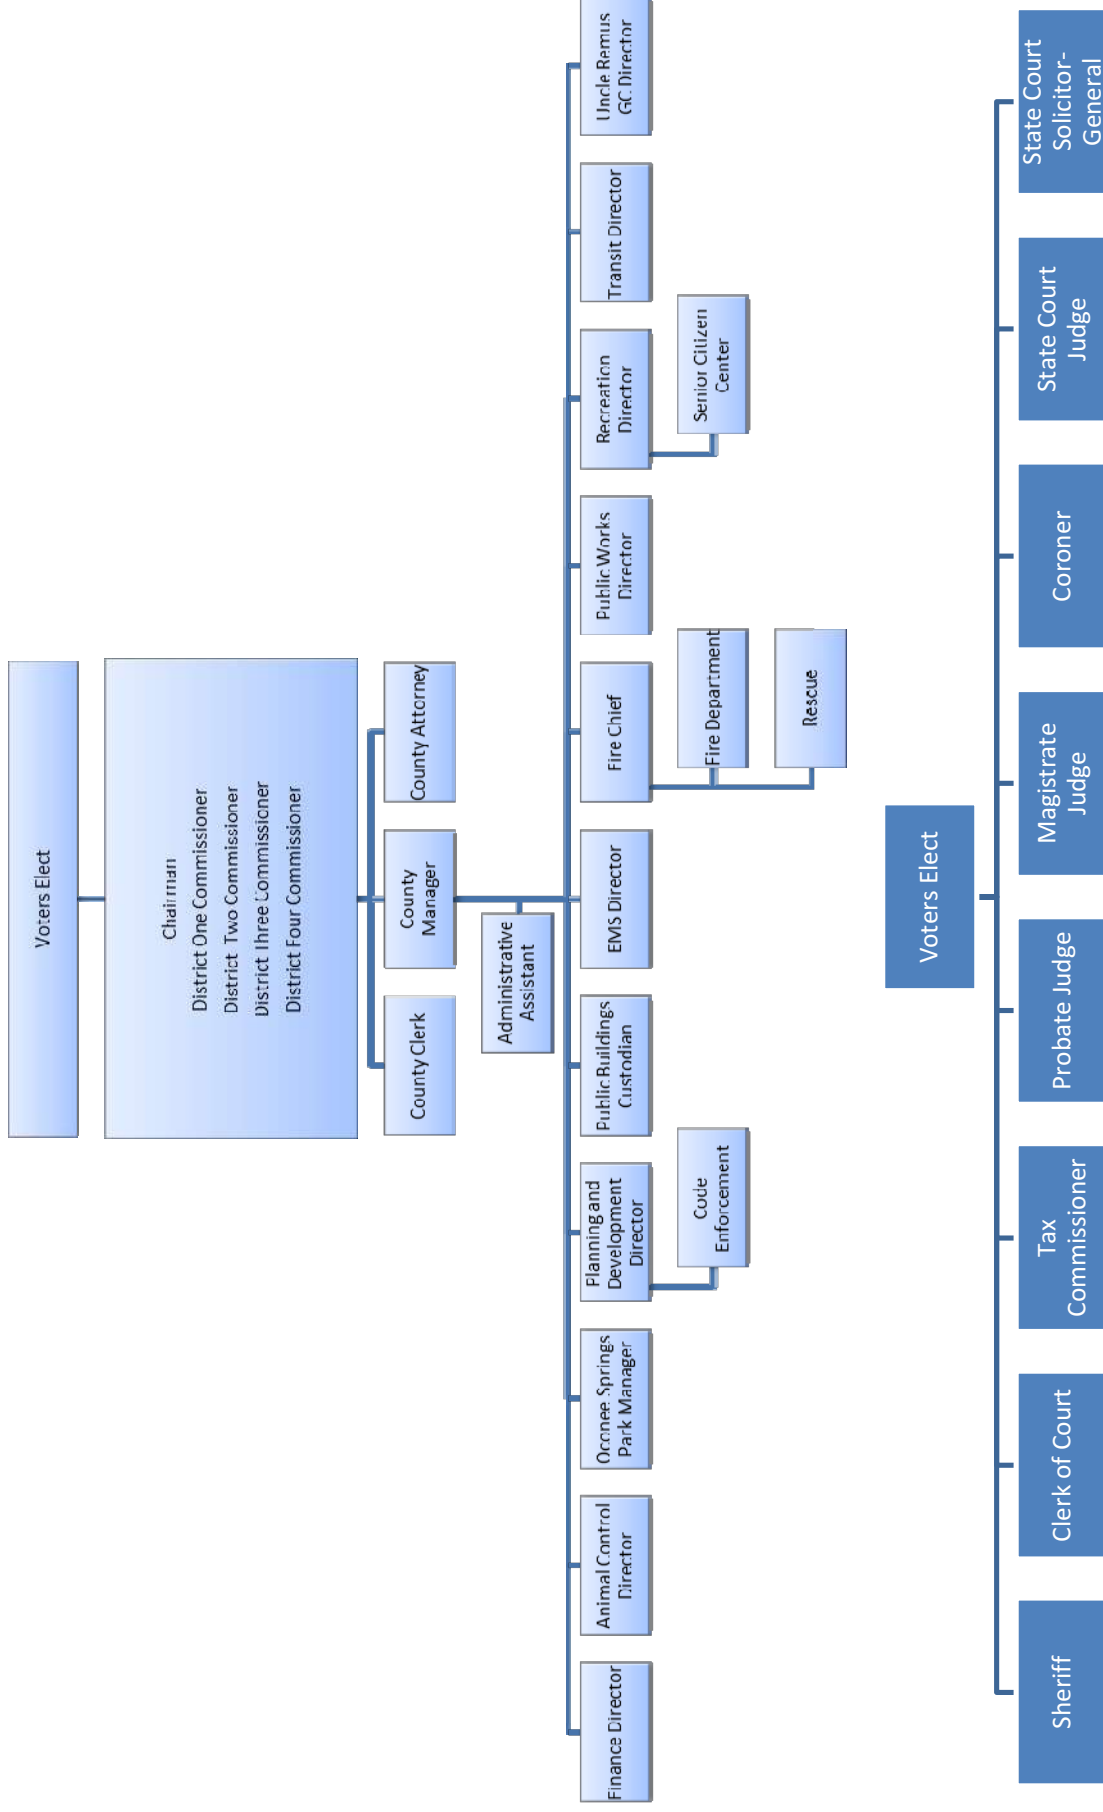 Voters Elect
Chairman
District One Commissioner
District Two Commissioner
District Three Commissioner
District Four Commissioner
County Clerk
County
Manager
County Attorney
Administrative
Assistant
Finance Director
Animal Control
Director
Oconee Springs
Park Manager
Planning and
Development
Director
Public Buildings
Custodian
EMS Director
Fire Chief
Public Works
Director
Recreation
Director
Transit Director
Uncle Remus
GC Director
Code
Enforcement
Fire Department
Senior Citizen
Center
Rescue
Voters Elect
Sheriff
Clerk of Court
Tax
Commissioner
Probate Judge
Magistrate
Judge
Coroner
State Court
Judge
State Court
Solicitor-
General